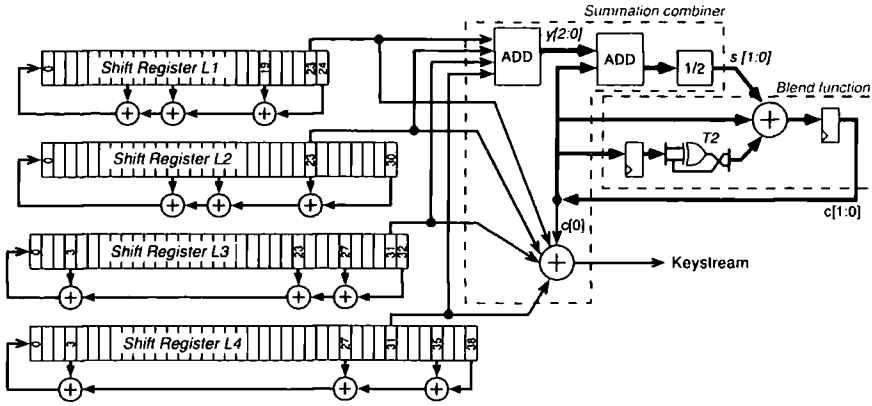 Summation combiner
y[2:0]
s [1:0]
ADD
ADD
1/2
Blend function
0
Shift Register L1
19
23
24
T2
0
Shift Register L2
23
30
c[1:0]
c[0]
0
3
Shift Register L3
23
27
31
32
Keystream
0
3
Shift Register L4
27
31
35
38